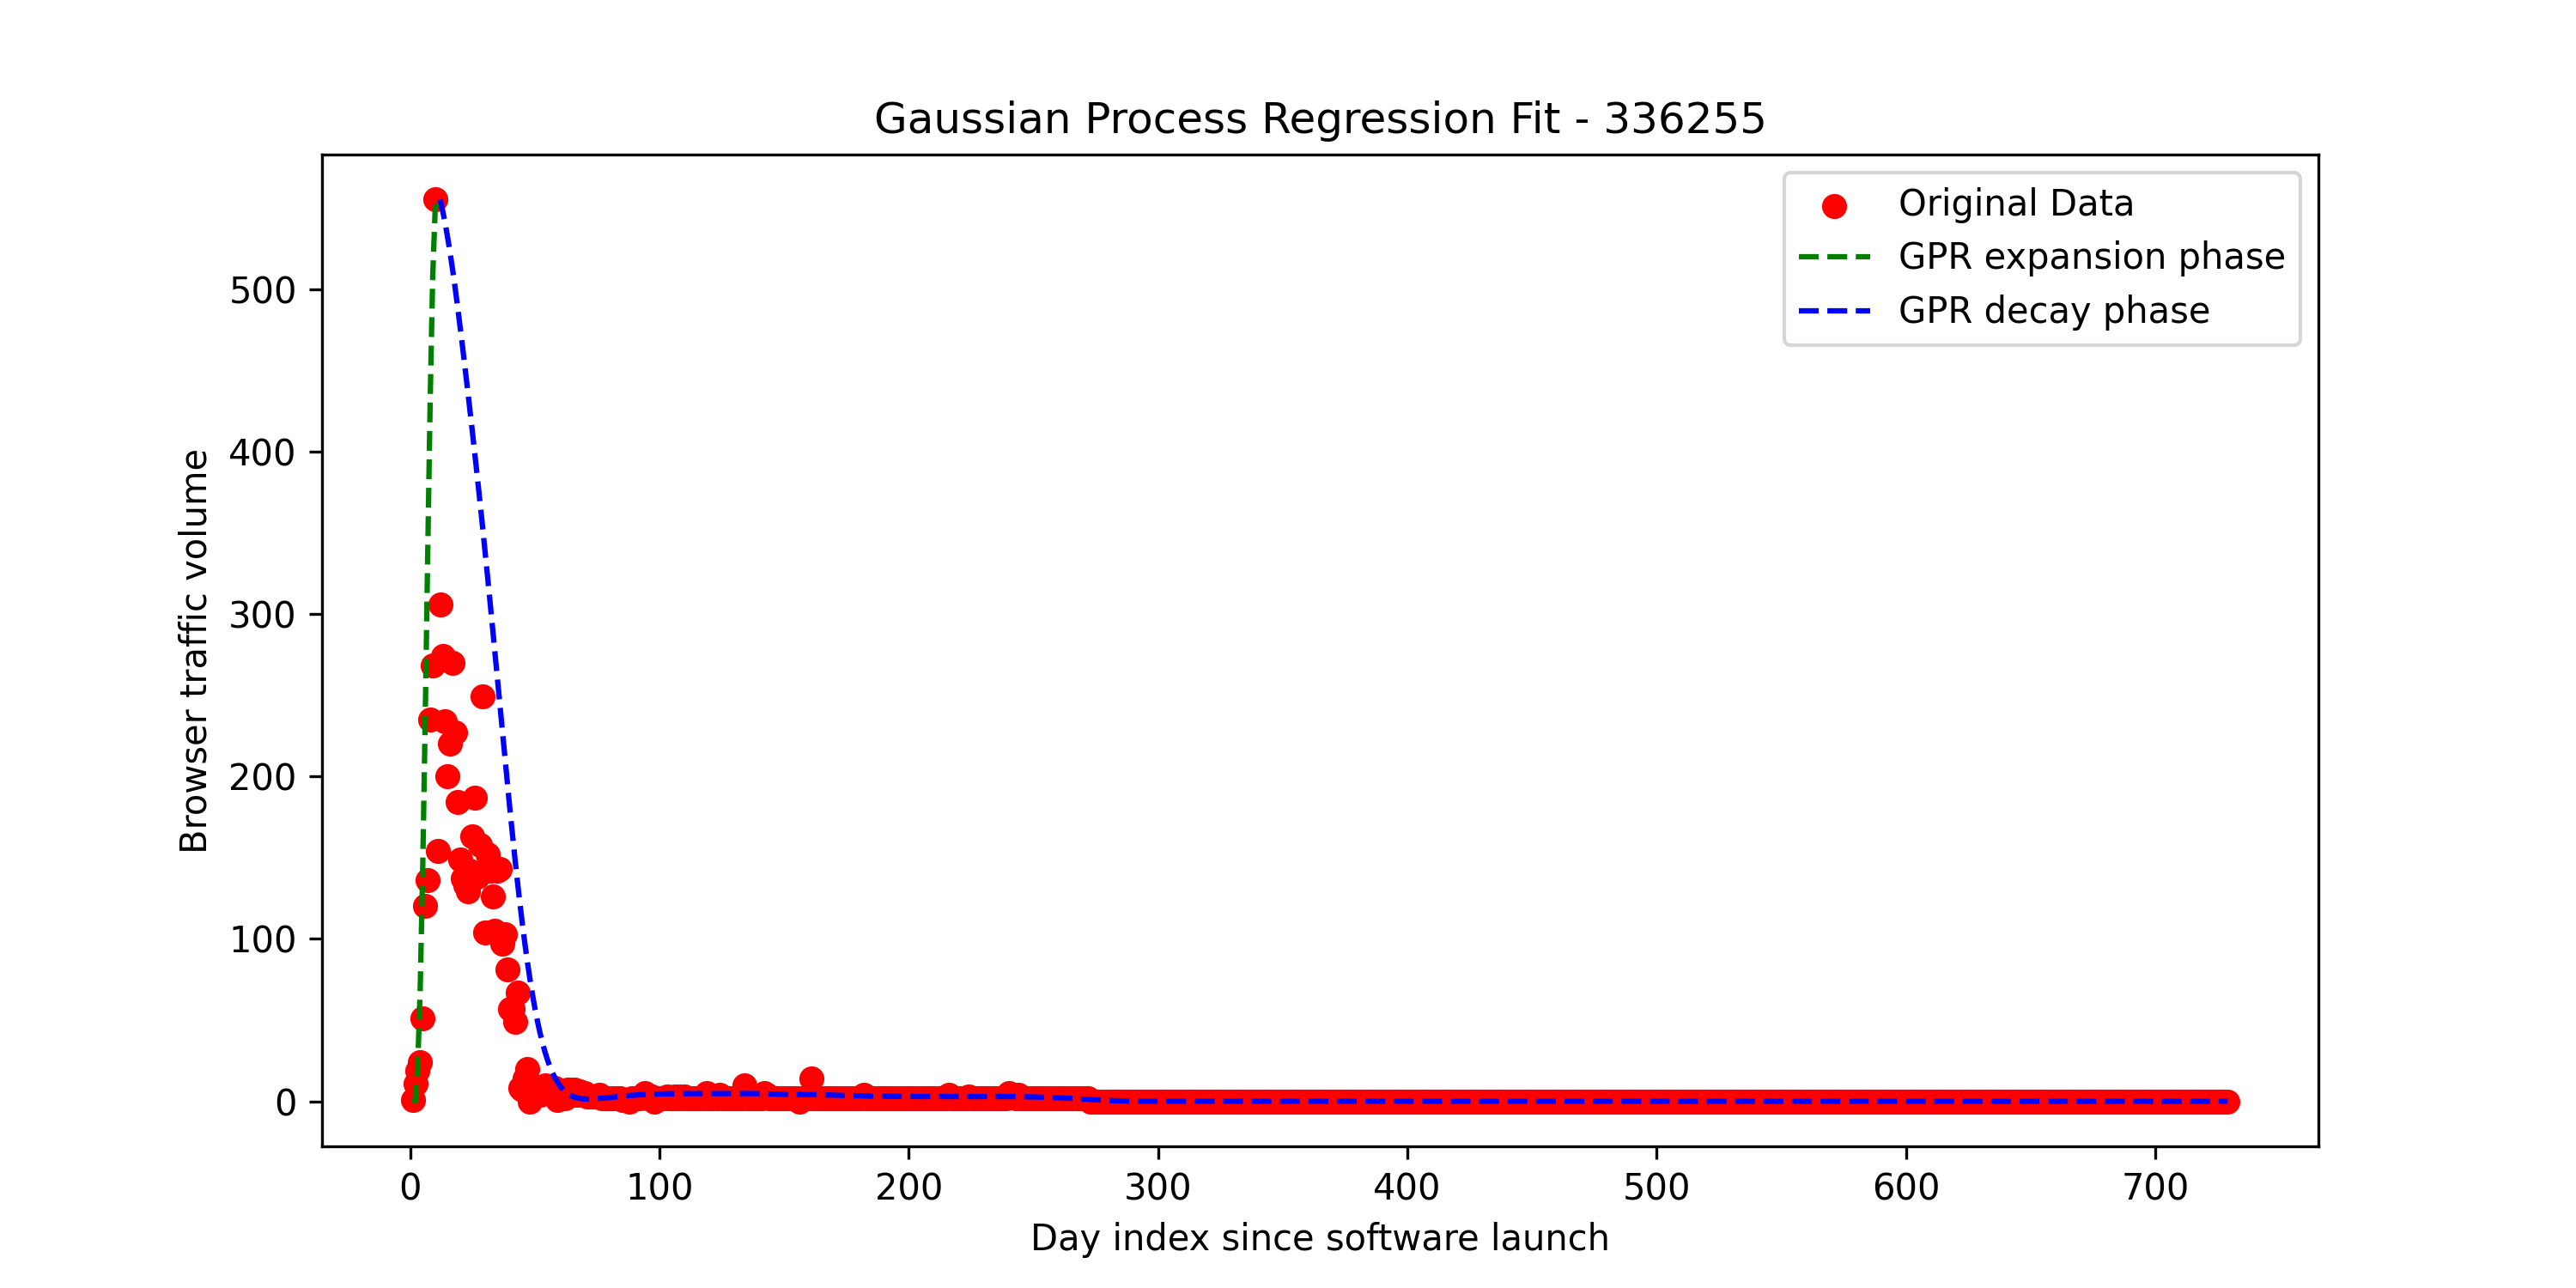 Gaussian Process Regression Fit - 336255
Original Data
GPR expansion phase
GPR decay phase
Browser traffic volume
500
400
300
200
100
0
0 100 200 300 400 500 600 700
Day index since software launch